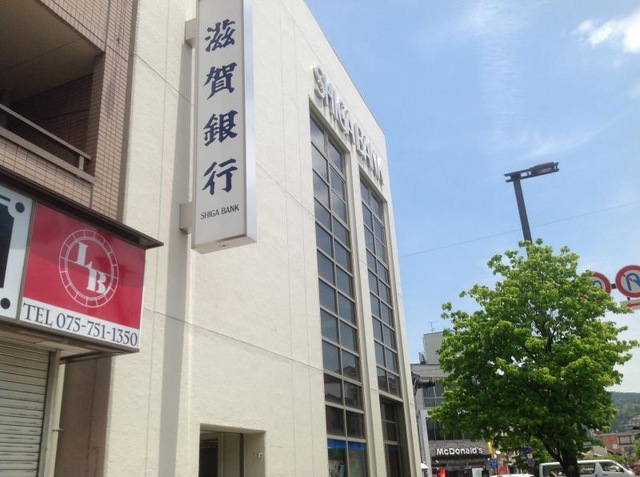 滋賀銀行
SHIGA BANK
SHIGA BANK
LB
TEL 075-751-1350
McDonald's